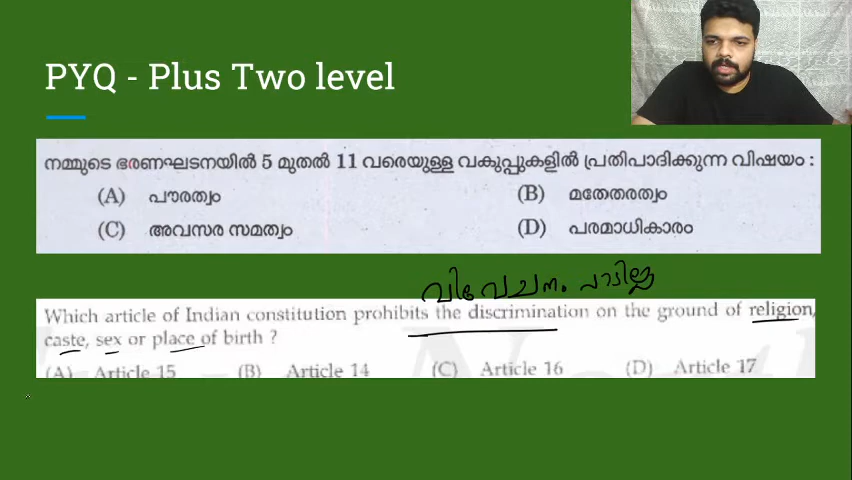 PYQ - Plus Two level
നമ്മുടെ ഭരണഘടനയിൽ 5 മുതൽ 11 വരെയുള്ള വകുപ്പുകളിൽ പ്രതിപാദിക്കുന്ന വിഷയം :
(A) പൗരത്വം (B) മതേതരത്വം
(C) അവസര സമത്വം (D) പരമാധികാരം
വിവേചനം പാടില്ല
Which article of Indian constitution prohibits the discrimination on the ground of religion,
caste, sex or place of birth ?
(A) Article 15 (B) Article 14 (C) Article 16 (D) Article 17